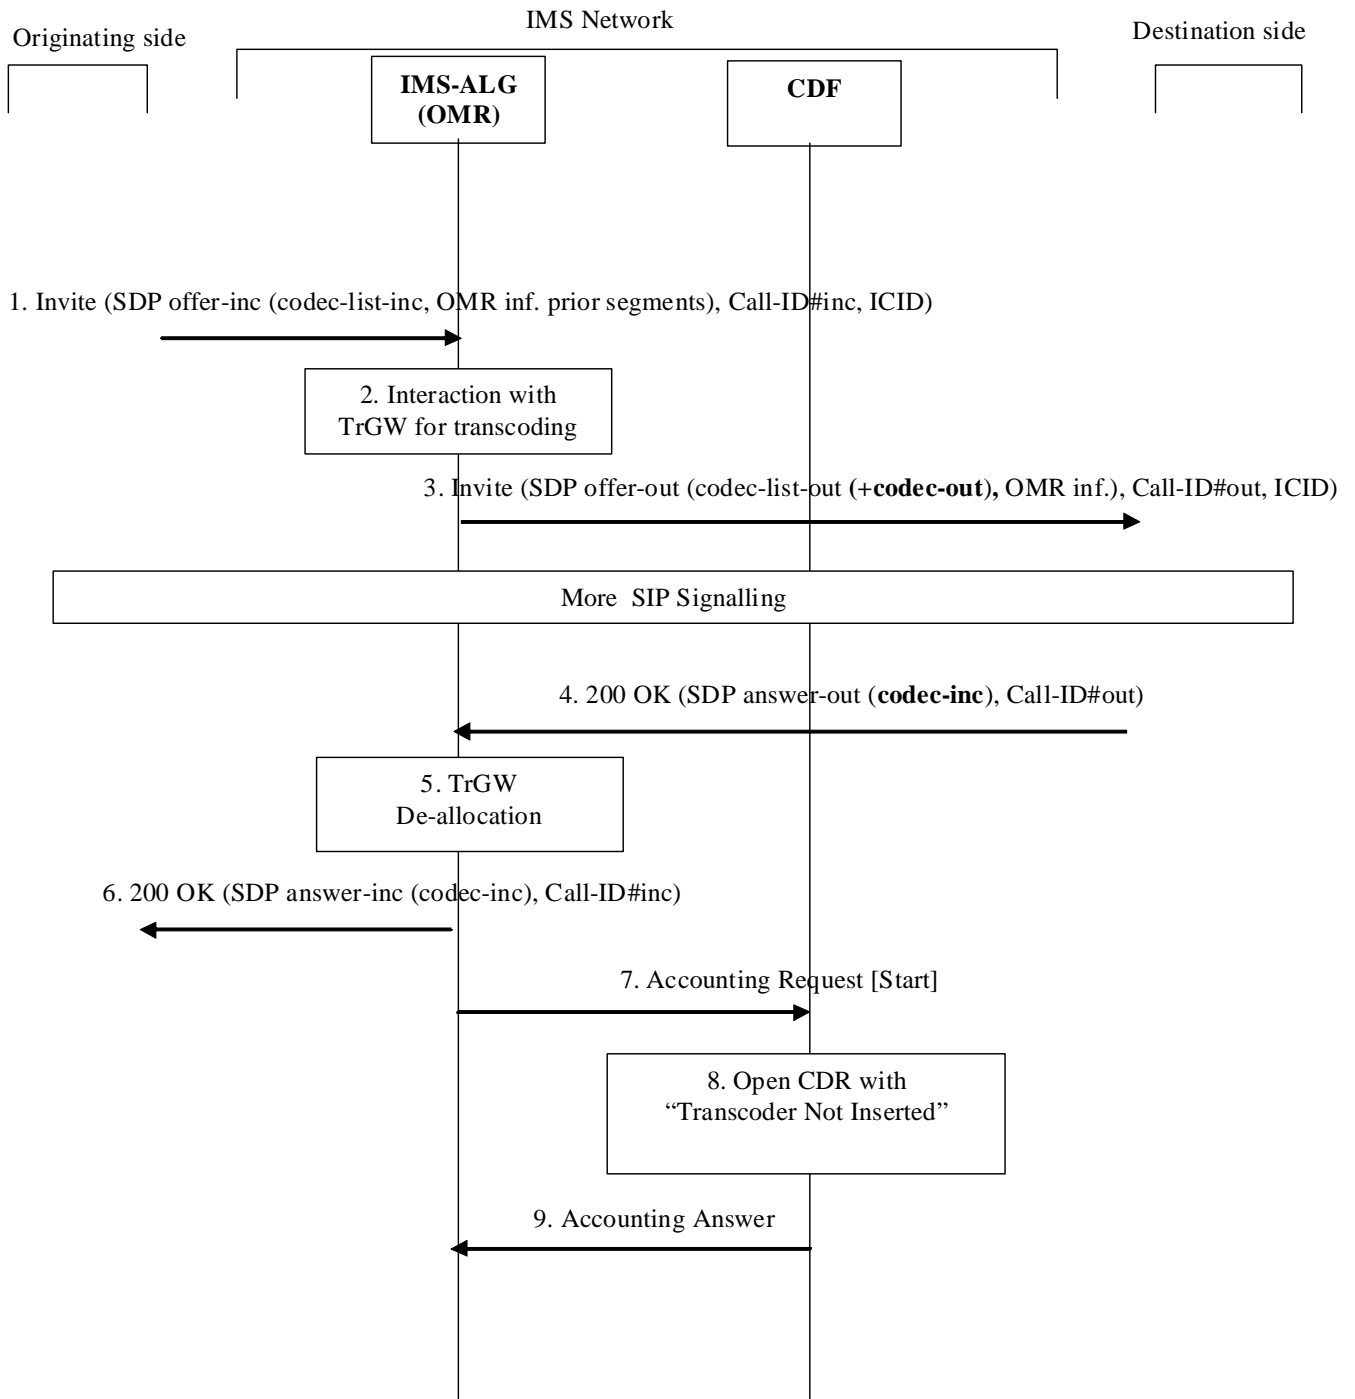 IMS Network
Originating side
Destination side
IMS-ALG
(OMR)
CDF
1. Invite (SDP offer-inc (codec-list-inc, OMR inf. prior segments), Call-ID#inc, ICID)
2. Interaction with
TrGW for transcoding
3. Invite (SDP offer-out (codec-list-out (+codec-out), OMR inf.), Call-ID#out, ICID)
More SIP Signalling
4. 200 OK (SDP answer-out (codec-inc), Call-ID#out)
5. TrGW
De-allocation
6. 200 OK (SDP answer-inc (codec-inc), Call-ID#inc)
7. Accounting Request [Start]
8. Open CDR with
“Transcoder Not Inserted”
9. Accounting Answer